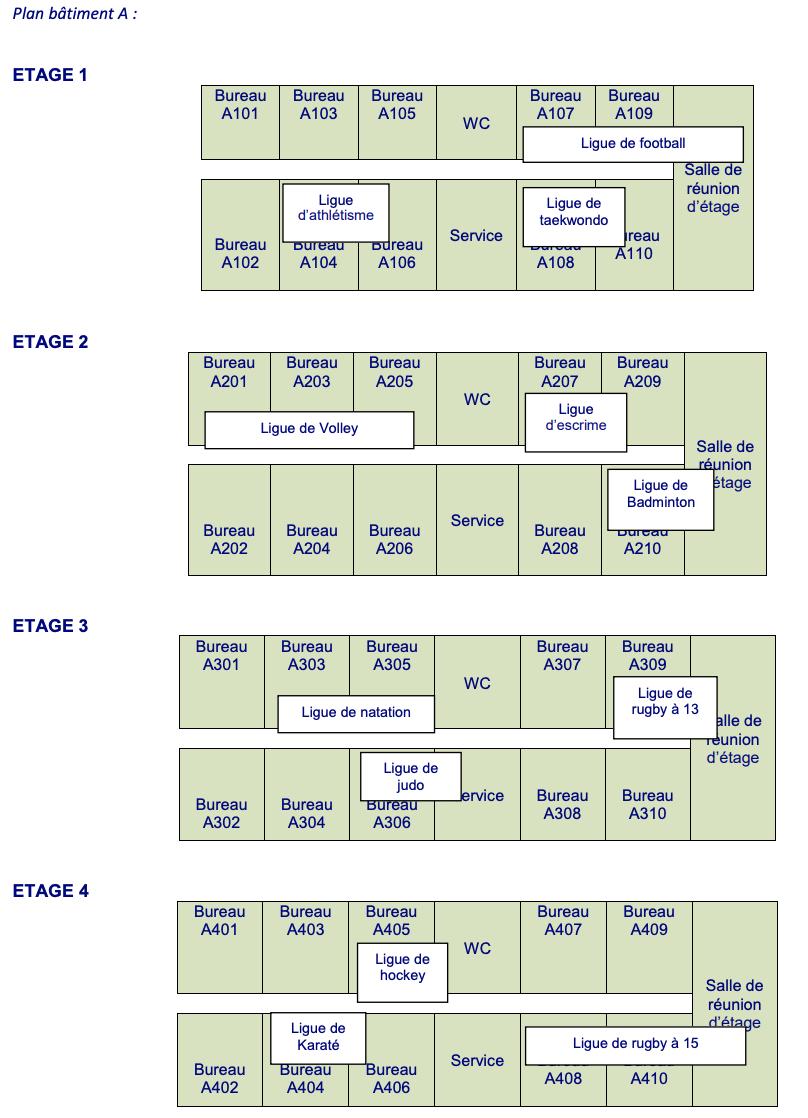 Plan bâtiment A :
ETAGE 1
Bureau A101
Bureau A103
Bureau A105
WC
Bureau A107
Bureau A109
Ligue de football
Salle de réunion d'étage
Ligue d'athlétisme
Ligue de taekwondo
Bureau A102
Bureau A104
Bureau A106
Service
Bureau A108
ureau A110
ETAGE 2
Bureau A201
Bureau A203
Bureau A205
WC
Bureau A207
Bureau A209
Ligue de Volley
Ligue d'escrime
Salle de réunion étage
Ligue de Badminton
Bureau A202
Bureau A204
Bureau A206
Service
Bureau A208
Bureau A210
ETAGE 3
Bureau A301
Bureau A303
Bureau A305
WC
Bureau A307
Bureau A309
Ligue de natation
Ligue de rugby à 13
alle de réunion d'étage
Ligue de judo
Bureau A302
Bureau A304
Bureau A306
ervice
Bureau A308
Bureau A310
ETAGE 4
Bureau A401
Bureau A403
Bureau A405
WC
Bureau A407
Bureau A409
Ligue de hockey
Salle de réunion d'étage
Ligue de Karaté
Ligue de rugby à 15
Bureau A402
Bureau A404
Bureau A406
Service
A408
A410